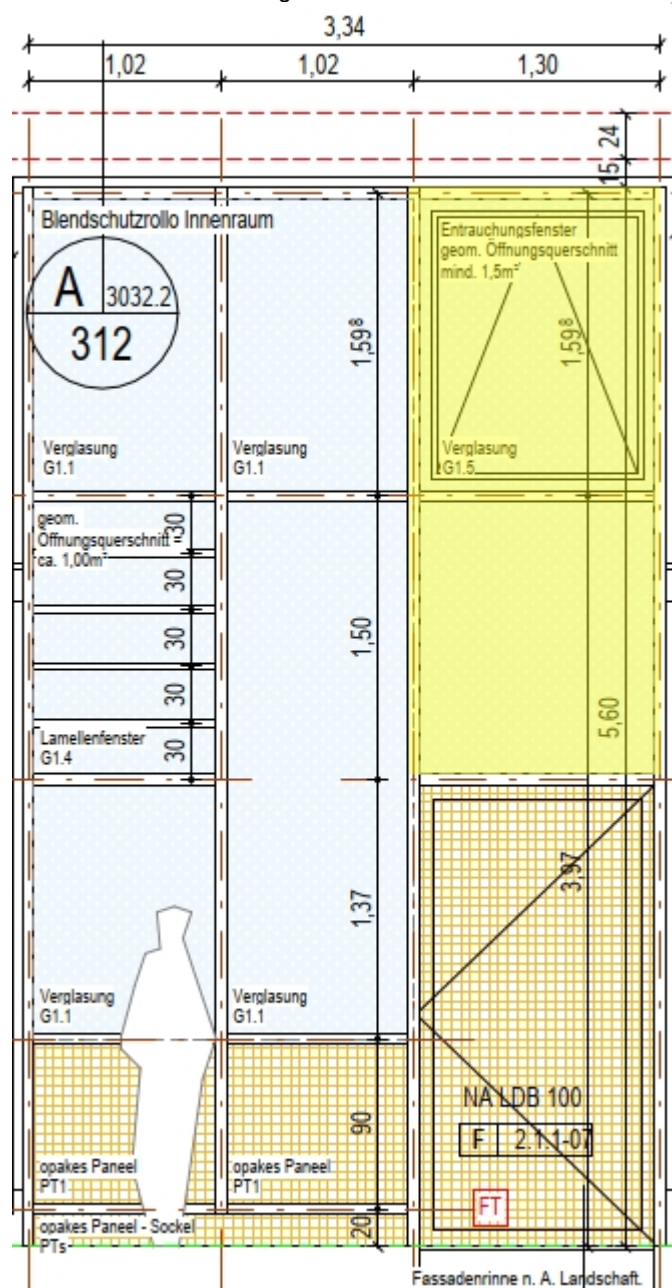 3,34
1,02
1,02
1,30
24
15
Blendschutzrollo Innenraum
A
3032.2
312
Entrauchungsfenster
geom. Öffnungsquerschnitt
mind. 1,5m²
1,59⁸
1,59⁸
Verglasung
G1.1
Verglasung
G1.1
Verglasung
G1.5
geom.
Öffnungsquerschnitt =
ca. 1,00m²
30
30
30
30
30
1,50
5,60
Lamellenfenster
G1.4
1,37
3,97
Verglasung
G1.1
Verglasung
G1.1
NA LDB 100
F 2.1.1-07
90
opakes Paneel
PT1
opakes Paneel
PT1
FT
20
opakes Paneel - Sockel
PTs
Fassadenrinne n. A. Landschaft.